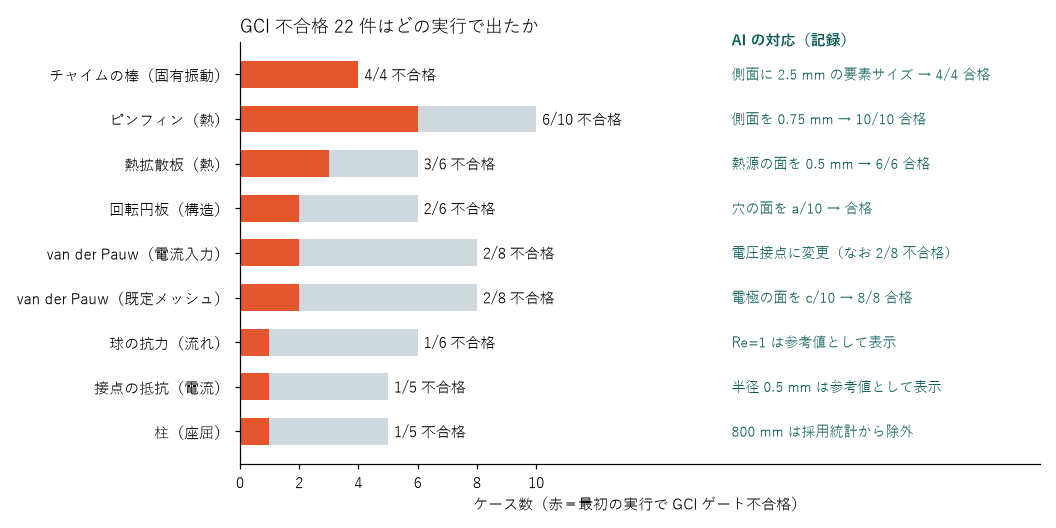 GCI 不合格 22 件はどの実行で出たか
AI の対応（記録）
チャイムの棒（固有振動） 4/4 不合格 側面に 2.5 mm の要素サイズ → 4/4 合格
ピンフィン（熱） 6/10 不合格 側面を 0.75 mm → 10/10 合格
熱拡散板（熱） 3/6 不合格 熱源の面を 0.5 mm → 6/6 合格
回転円板（構造） 2/6 不合格 穴の面を a/10 → 合格
van der Pauw（電流入力） 2/8 不合格 電圧接点に変更（なお 2/8 不合格）
van der Pauw（既定メッシュ） 2/8 不合格 電極の面を c/10 → 8/8 合格
球の抗力（流れ） 1/6 不合格 Re=1 は参考値として表示
接点の抵抗（電流） 1/5 不合格 半径 0.5 mm は参考値として表示
柱（座屈） 1/5 不合格 800 mm は採用統計から除外
0 2 4 6 8 10
ケース数（赤＝最初の実行で GCI ゲート不合格）